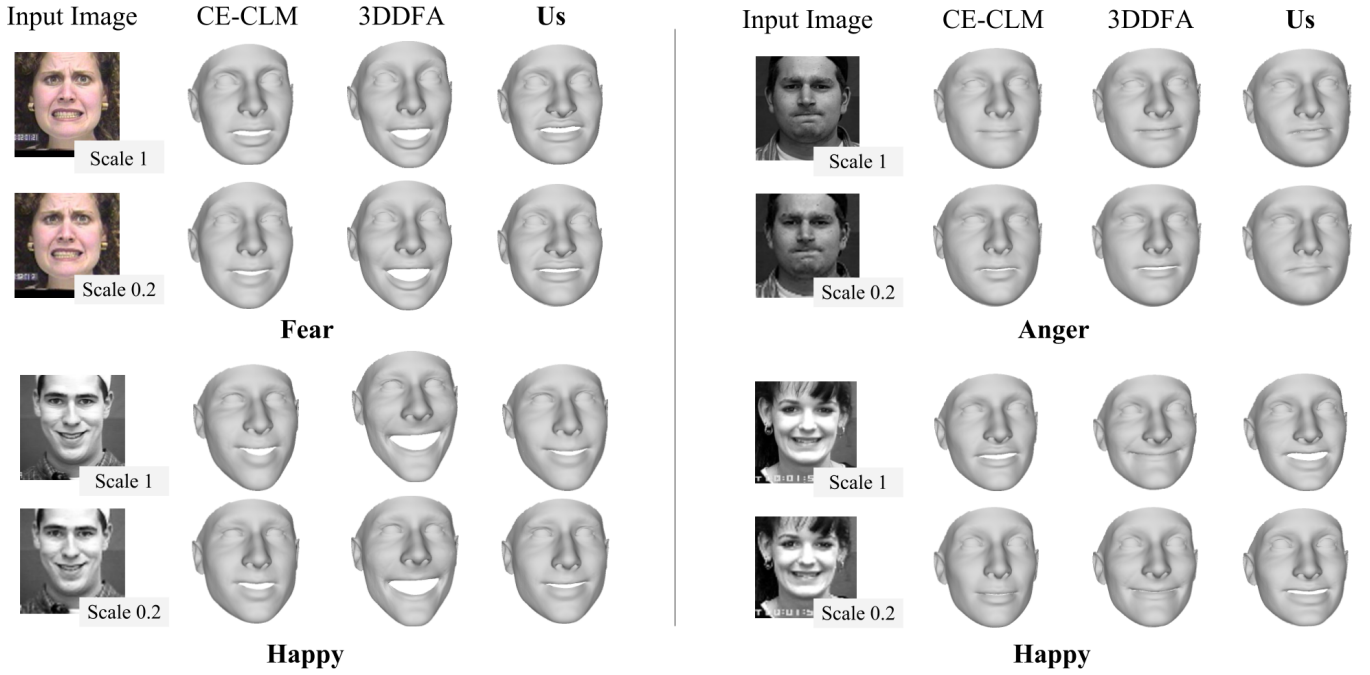 Input Image CE-CLM 3DDFA Us
Scale 1
Scale 0.2
Fear
Scale 1
Scale 0.2
Happy
Input Image CE-CLM 3DDFA Us
Scale 1
Scale 0.2
Anger
Scale 1
Scale 0.2
Happy